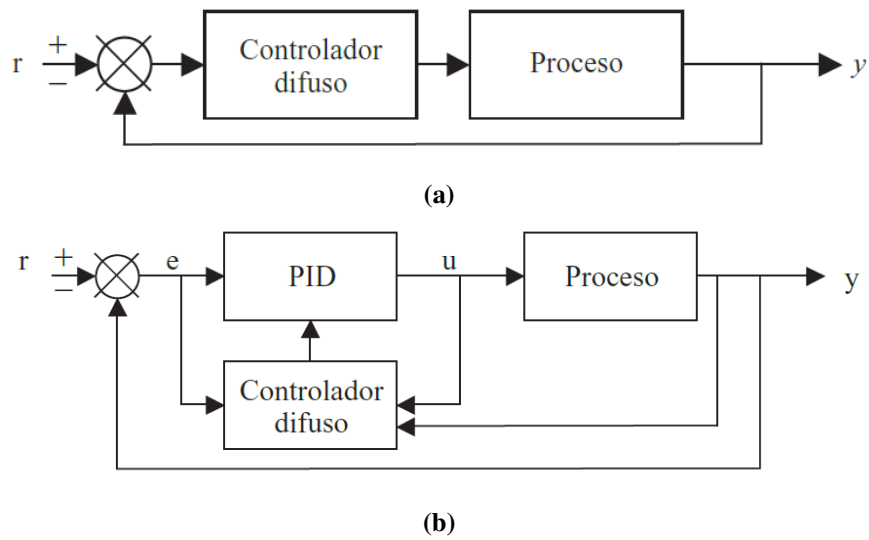 r
+
−
Controlador
difuso
Proceso
y
(a)
r
+
−
e
PID
u
Proceso
y
Controlador
difuso
(b)